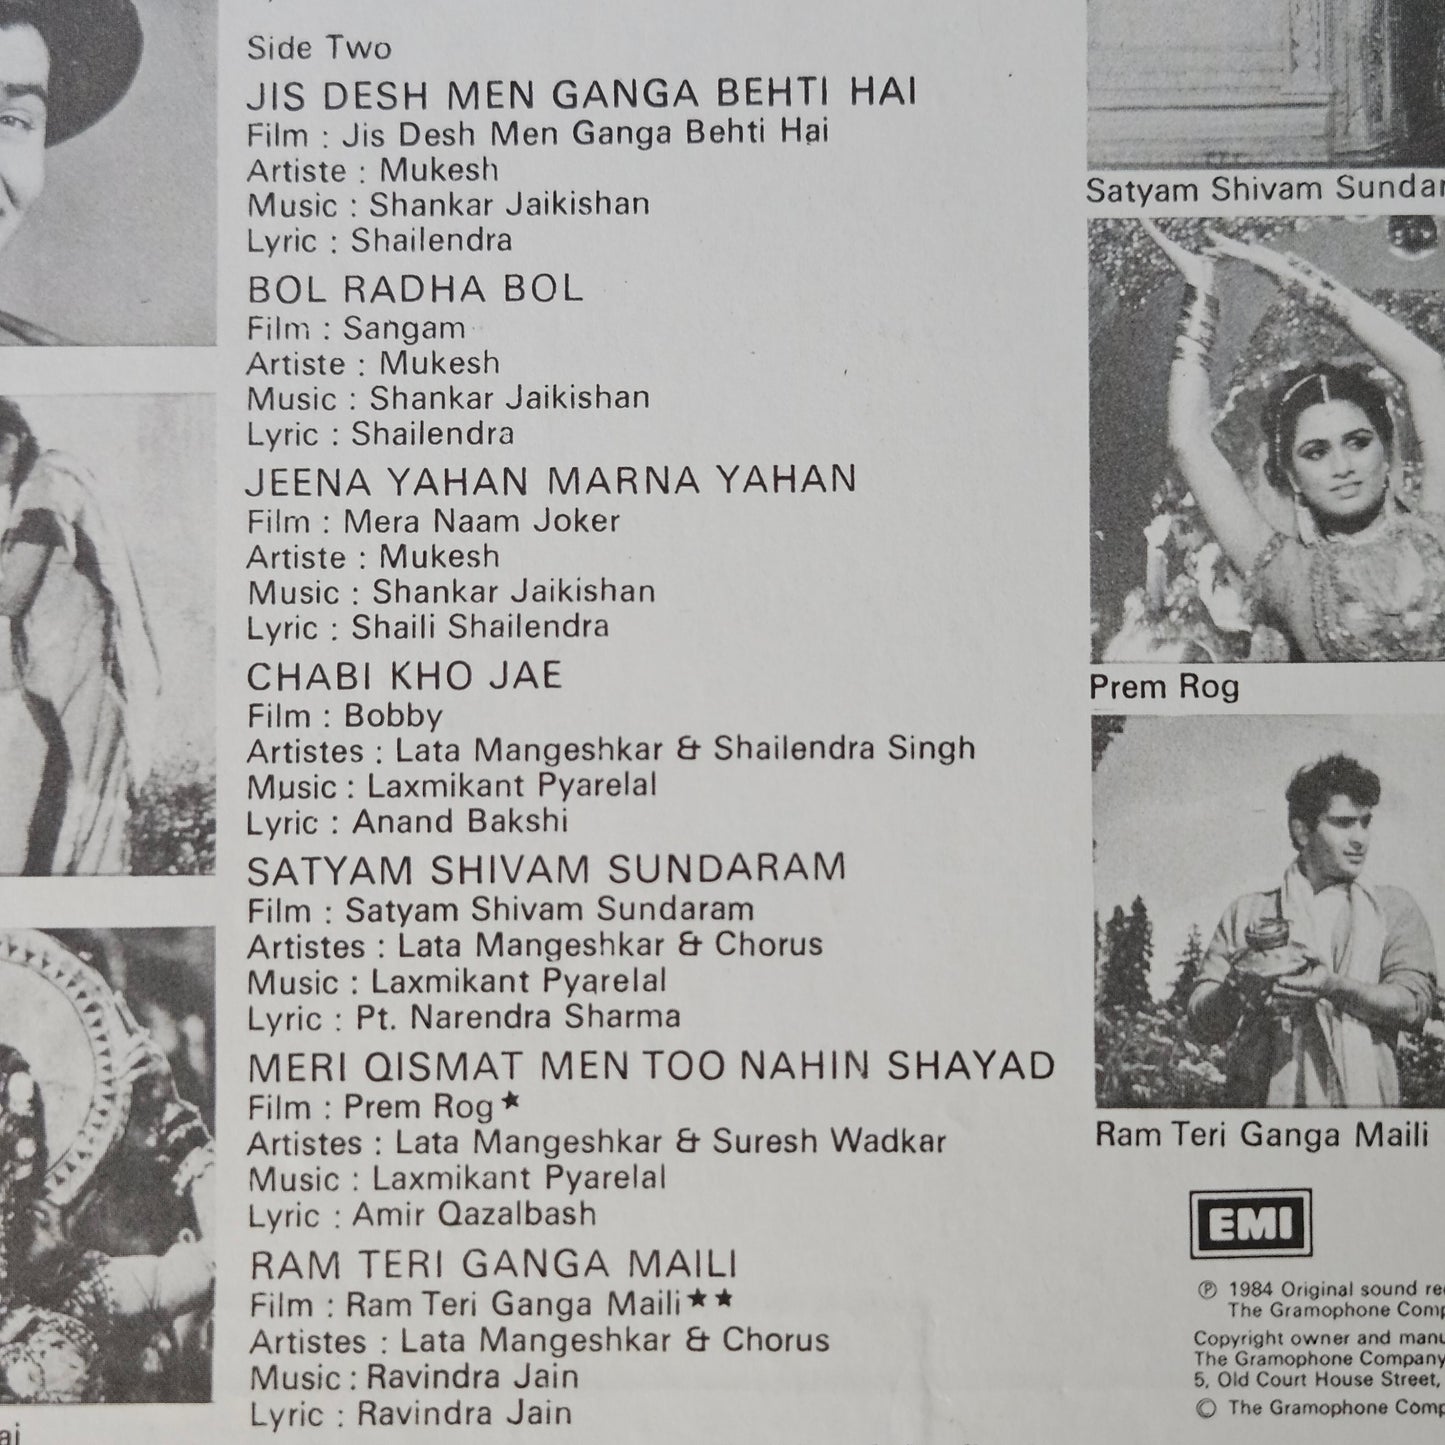 Side Two
JIS DESH MEN GANGA BEHTI HAI
Film : Jis Desh Men Ganga Behti Hai
Artiste : Mukesh
Music : Shankar Jaikishan
Lyric : Shailendra
BOL RADHA BOL
Film : Sangam
Artiste : Mukesh
Music : Shankar Jaikishan
Lyric : Shailendra
JEENA YAHAN MARNA YAHAN
Film : Mera Naam Joker
Artiste : Mukesh
Music : Shankar Jaikishan
Lyric : Shaili Shailendra
CHABI KHO JAE
Film : Bobby
Artistes : Lata Mangeshkar & Shailendra Singh
Music : Laxmikant Pyarelal
Lyric : Anand Bakshi
SATYAM SHIVAM SUNDARAM
Film : Satyam Shivam Sundaram
Artistes : Lata Mangeshkar & Chorus
Music : Laxmikant Pyarelal
Lyric : Pt. Narendra Sharma
MERI QISMAT MEN TOO NAHIN SHAYAD
Film : Prem Rog★
Artistes : Lata Mangeshkar & Suresh Wadkar
Music : Laxmikant Pyarelal
Lyric : Amir Qazalbash
RAM TERI GANGA MAILI
Film : Ram Teri Ganga Maili★★
Artistes : Lata Mangeshkar & Chorus
Music : Ravindra Jain
Lyric : Ravindra Jain
Satyam Shivam Sundar
Prem Rog
Ram Teri Ganga Maili
EMI
℗ 1984 Original sound re
The Gramophone Comp
Copyright owner and manu
The Gramophone Company
5, Old Court House Street,
© The Gramophone Comp